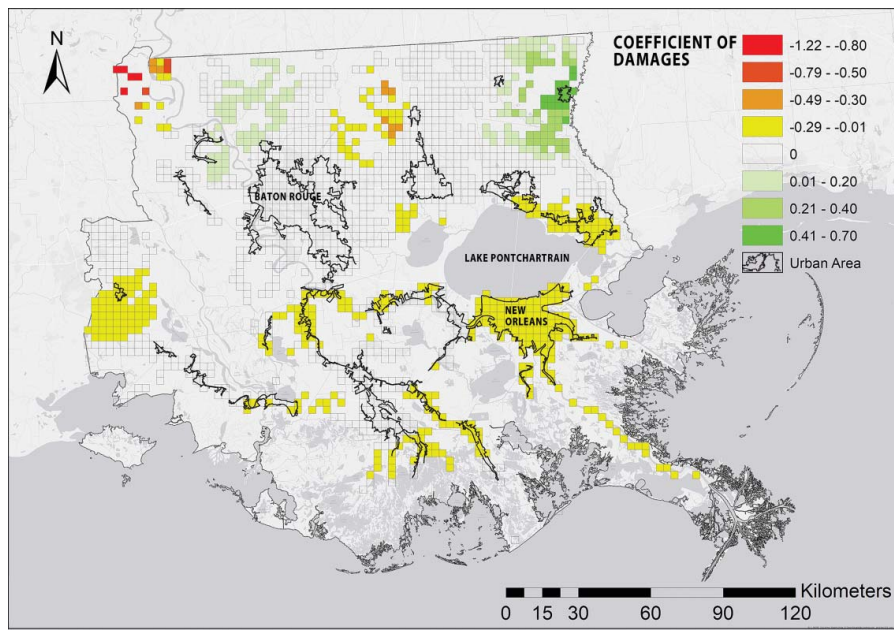 N
COEFFICIENT OF
DAMAGES
-1.22 - -0.80
-0.79 - -0.50
-0.49 - -0.30
-0.29 - -0.01
0
0.01 - 0.20
0.21 - 0.40
0.41 - 0.70
Urban Area
BATON ROUGE
LAKE PONTCHARTRAIN
NEW
ORLEANS
Kilometers
0 15 30 60 90 120